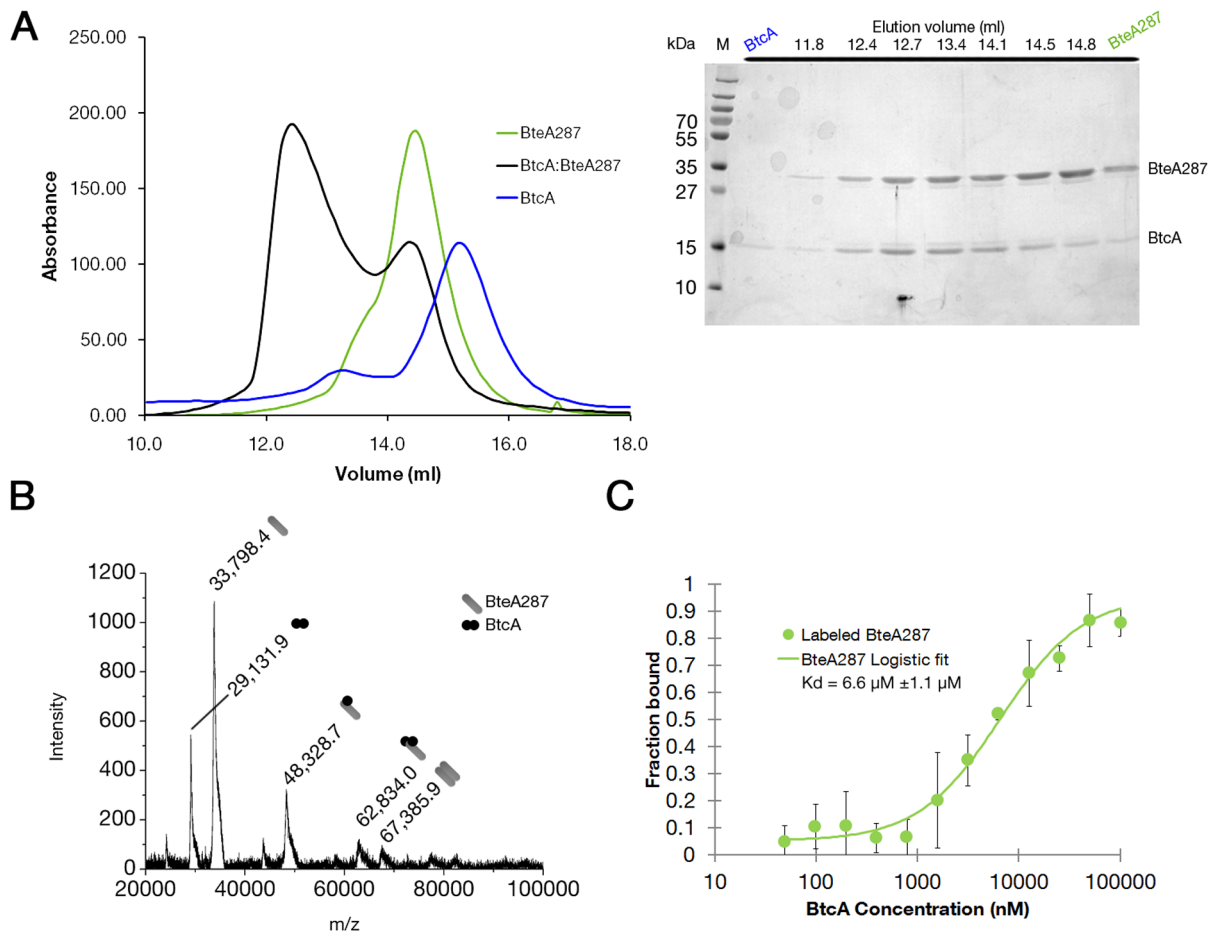 A
250.00
200.00
150.00
100.00
50.00
0.00
10.0 12.0 14.0 16.0 18.0
Absorbance
Volume (ml)
BteA287
BtcA:BteA287
BtcA
Elution volume (ml)
kDa M BtcA 11.8 12.4 12.7 13.4 14.1 14.5 14.8 BteA287
70
55
35
27
15
10
BteA287
BtcA
B
1200
1000
800
600
400
200
0
20000 40000 60000 80000 100000
Intensity
m/z
33,798.4
29,131.9
48,328.7
62,834.0
67,385.9
BteA287
BtcA
C
1
0.9
0.8
0.7
0.6
0.5
0.4
0.3
0.2
0.1
0
10 100 1000 10000 100000
Fraction bound
BtcA Concentration (nM)
Labeled BteA287
BteA287 Logistic fit
Kd = 6.6 µM ±1.1 µM